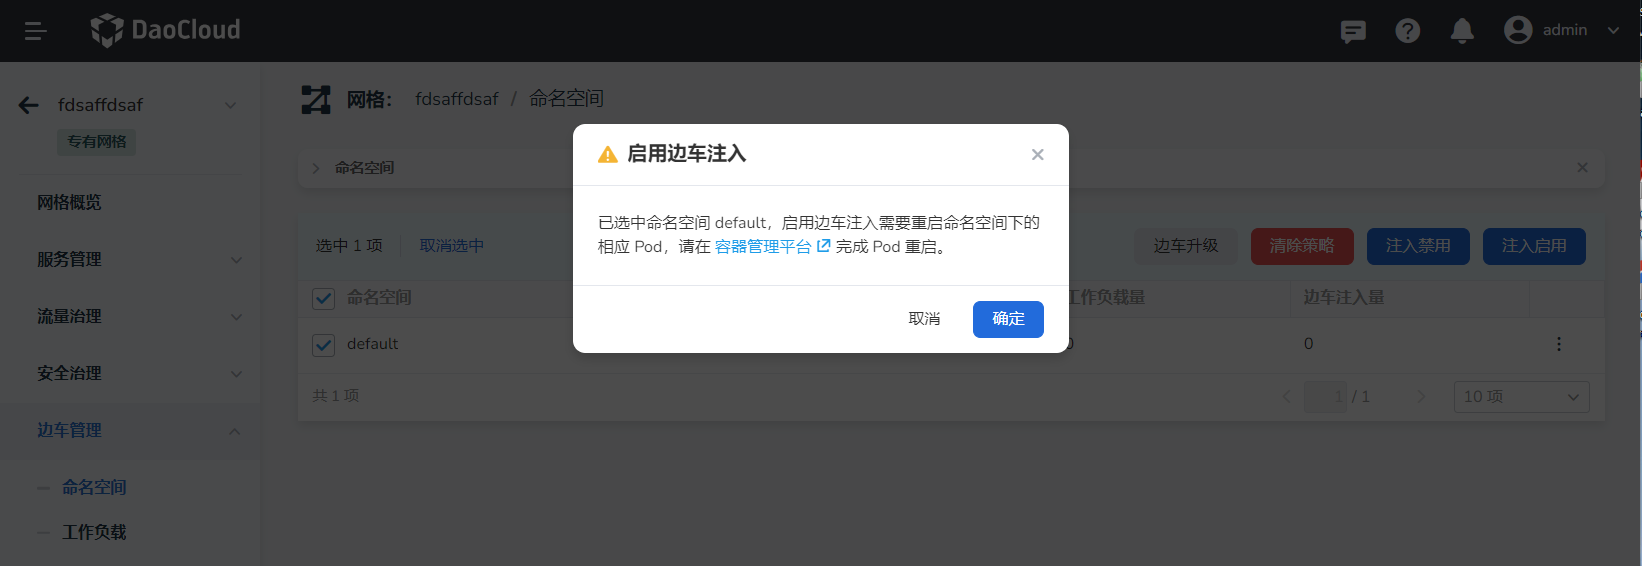 DaoCloud
admin
fdsaffdsaf
专有网格
网格概览
服务管理
流量治理
安全治理
边车管理
命名空间
工作负载
网格： fdsaffdsaf / 命名空间
命名空间
选中 1 项 取消选中
边车升级 清除策略 注入禁用 注入启用
命名空间 工作负载量 边车注入量
default 0 0
共 1 项 1 / 1 10 项
启用边车注入
已选中命名空间 default，启用边车注入需要重启命名空间下的
相应 Pod，请在 容器管理平台 完成 Pod 重启。
取消 确定